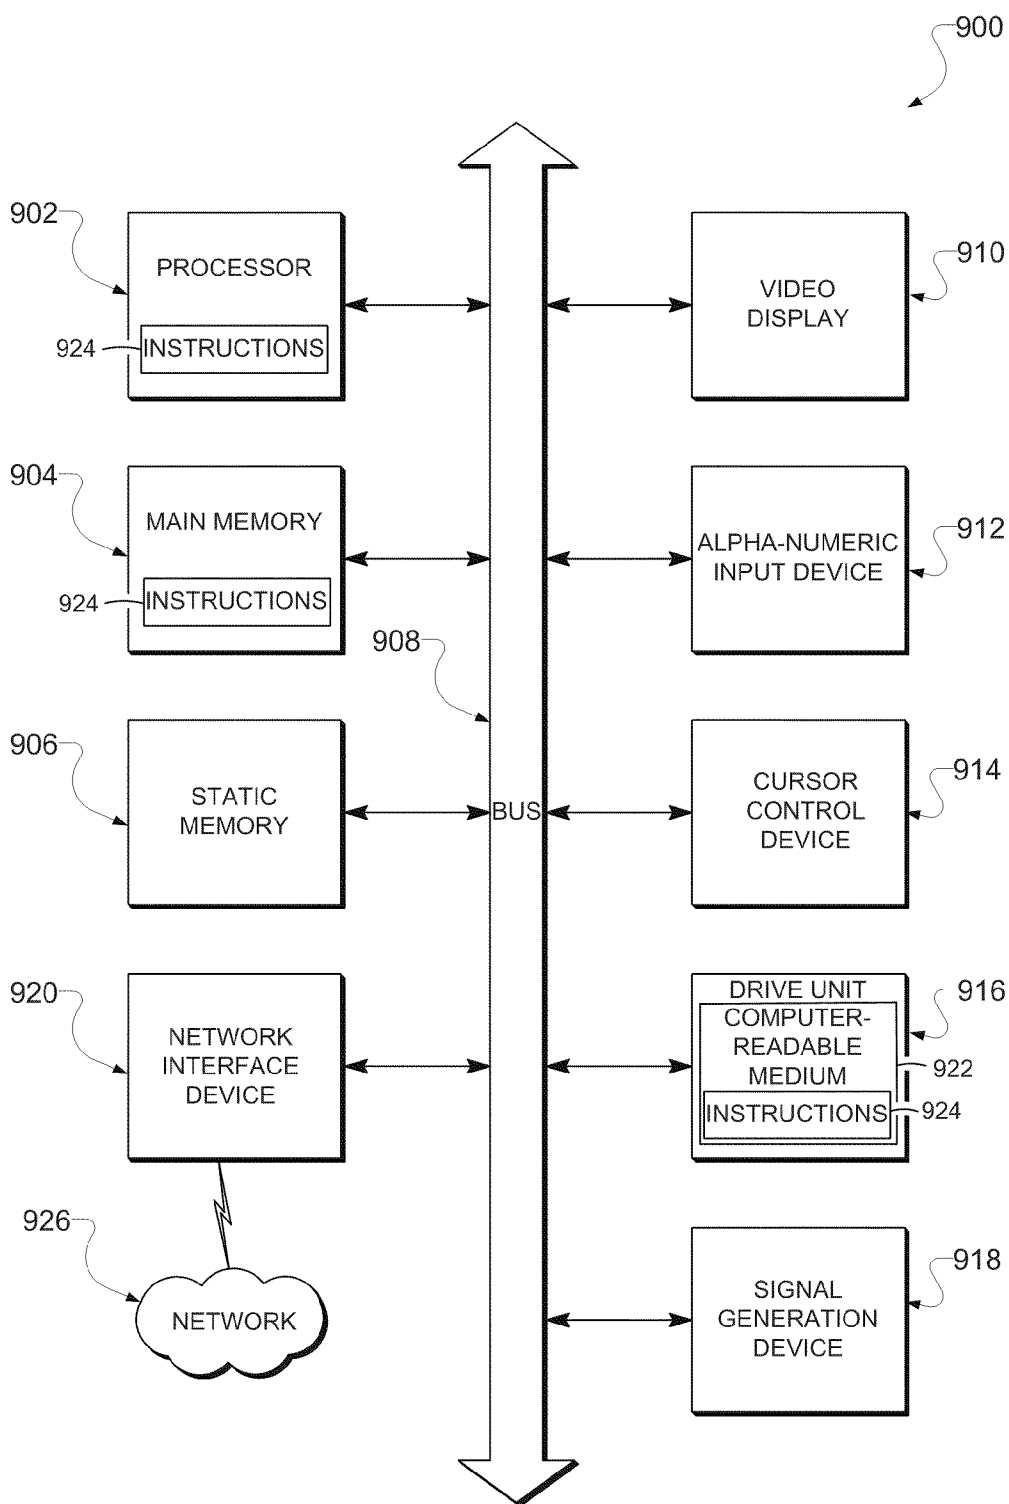 900
902
PROCESSOR
924
INSTRUCTIONS
910
VIDEO
DISPLAY
904
MAIN MEMORY
924
INSTRUCTIONS
912
ALPHA-NUMERIC
INPUT DEVICE
908
BUS
906
STATIC
MEMORY
914
CURSOR
CONTROL
DEVICE
920
NETWORK
INTERFACE
DEVICE
916
DRIVE UNIT
COMPUTER-
READABLE
MEDIUM
922
INSTRUCTIONS
924
926
NETWORK
918
SIGNAL
GENERATION
DEVICE